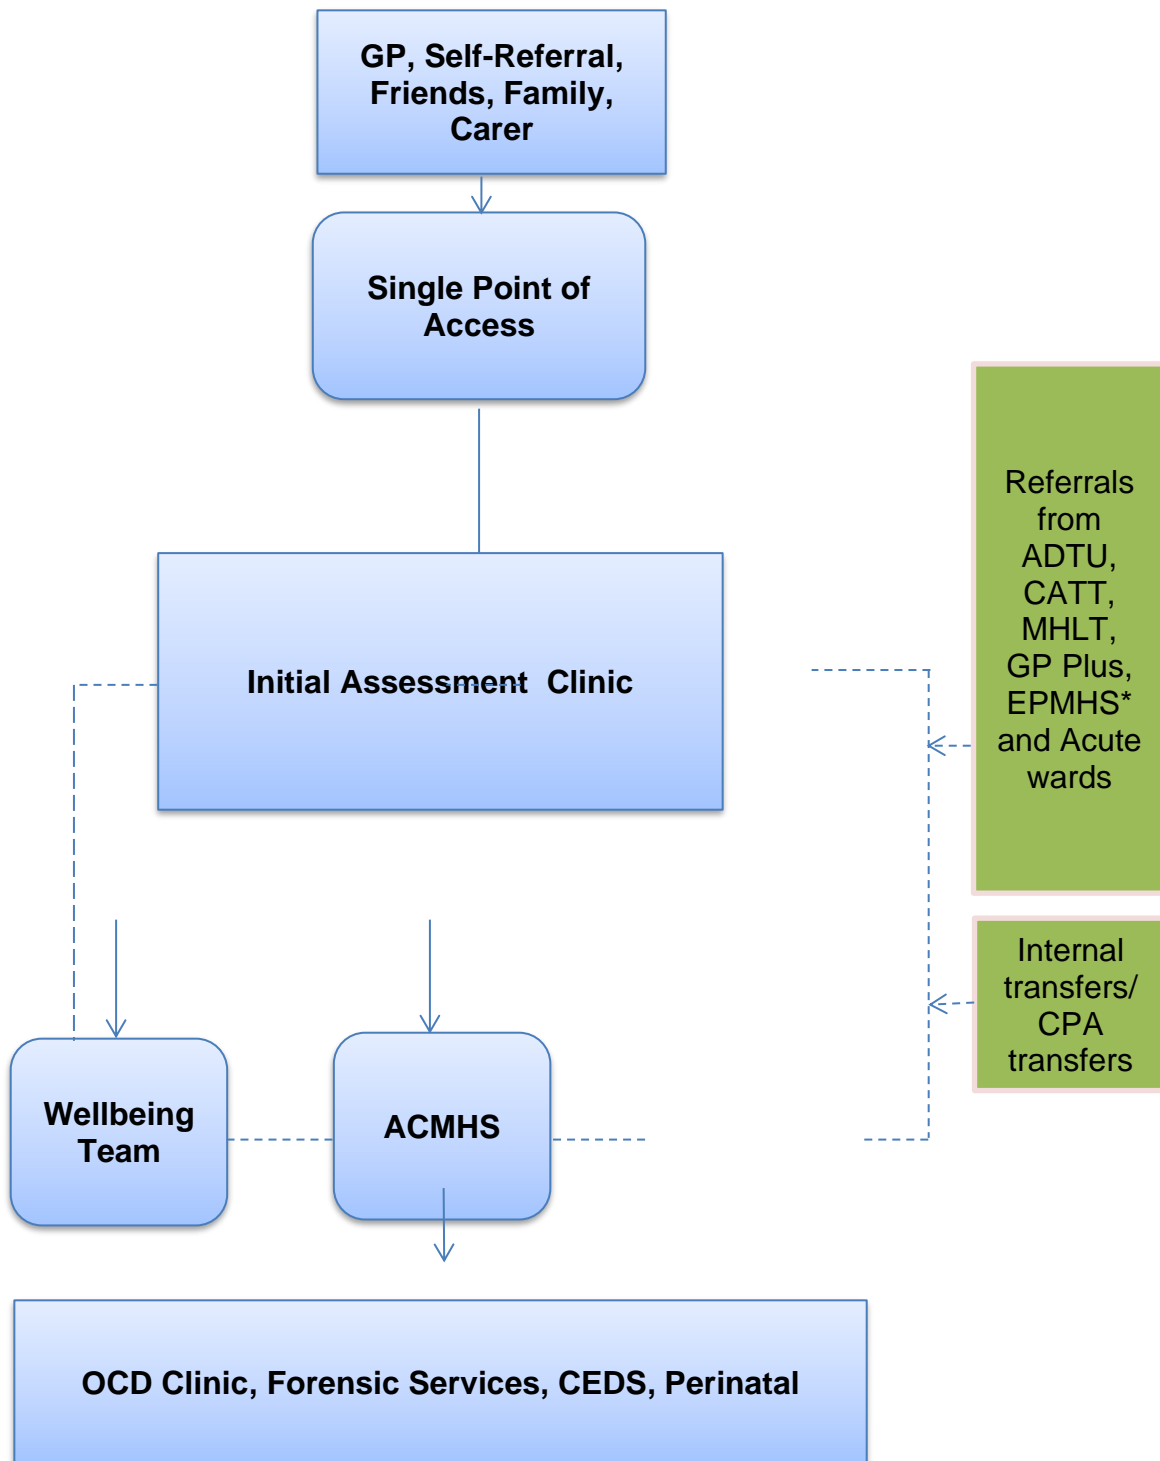 GP, Self-Referral,
Friends, Family,
Carer
Single Point of
Access
Referrals
from
ADTU,
CATT,
MHLT,
GP Plus,
EPMHS*
and Acute
wards
Initial Assessment Clinic
Internal
transfers/
CPA
transfers
Wellbeing
Team
ACMHS
OCD Clinic, Forensic Services, CEDS, Perinatal